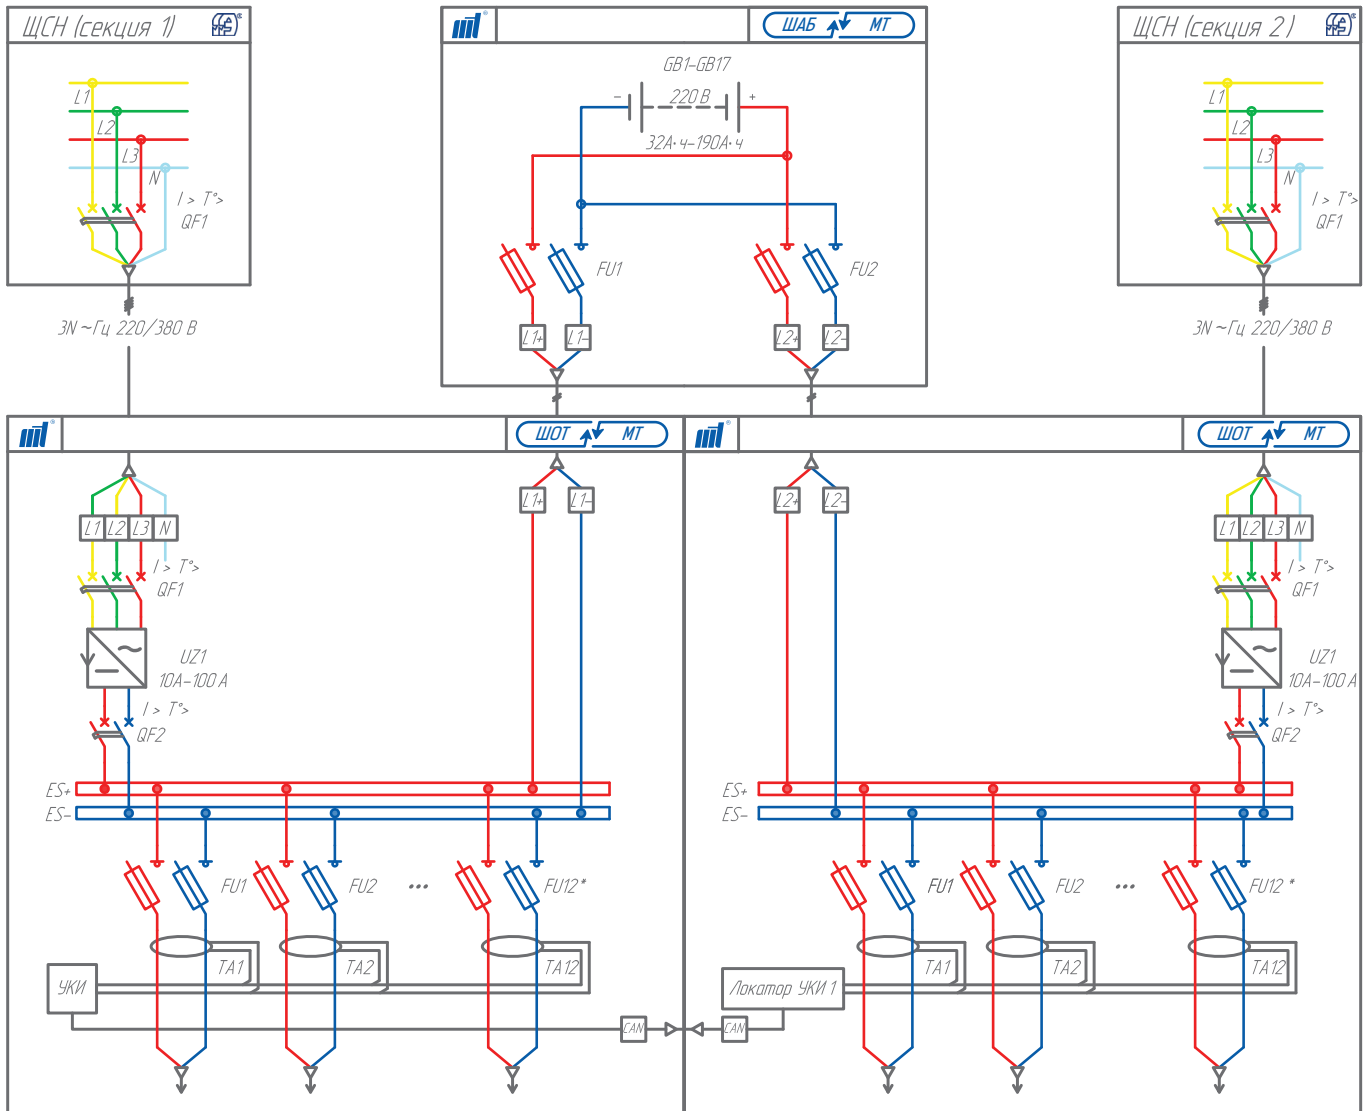 ЩСН (секция 1)
L1
L2
L3
N
I > T°>
QF1
3N ~Гц 220/380 В
®
ШАБ МТ
GB1-GB17
-
220 В
+
32А·ч-190А·ч
FU1
FU2
L1+
L1-
L2+
L2-
ЩСН (секция 2)
L1
L2
L3
N
I > T°>
QF1
3N ~Гц 220/380 В
®
ШОТ МТ
L1+
L1-
L1
L2
L3
N
I > T°>
QF1
UZ1
10А-100 А
I > T°>
QF2
ES+
ES-
FU1
FU2
...
FU12*
TA1
TA2
TA12
УКИ
CAN
®
ШОТ МТ
L2+
L2-
L1
L2
L3
N
I > T°>
QF1
UZ1
10А-100 А
I > T°>
QF2
ES+
ES-
FU1
FU2
...
FU12 *
TA1
TA2
TA12
Локатор УКИ 1
CAN